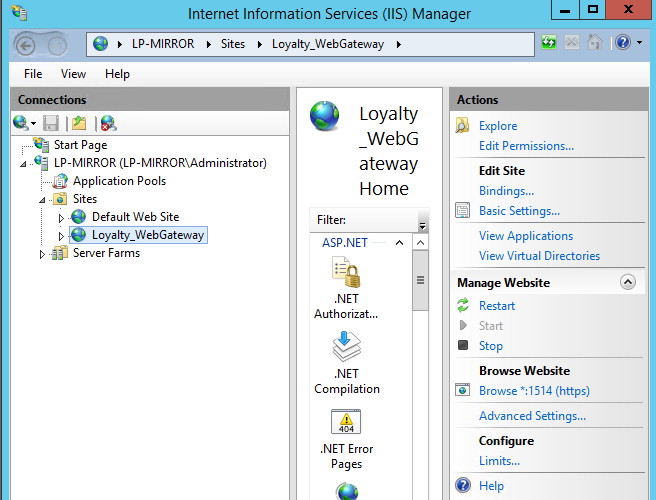 Internet Information Services (IIS) Manager
LP-MIRROR Sites Loyalty_WebGateway
File View Help
Connections
Start Page
LP-MIRROR (LP-MIRROR\Administrator)
Application Pools
Sites
Default Web Site
Loyalty_WebGateway
Server Farms
Loyalty
_WebG
ateway
Home
Filter:
ASP.NET
.NET
Authorizat...
.NET
Compilation
404
.NET Error
Pages
Actions
Explore
Edit Permissions...
Edit Site
Bindings...
Basic Settings...
View Applications
View Virtual Directories
Manage Website
Restart
Start
Stop
Browse Website
Browse *:1514 (https)
Advanced Settings...
Configure
Limits...
Help